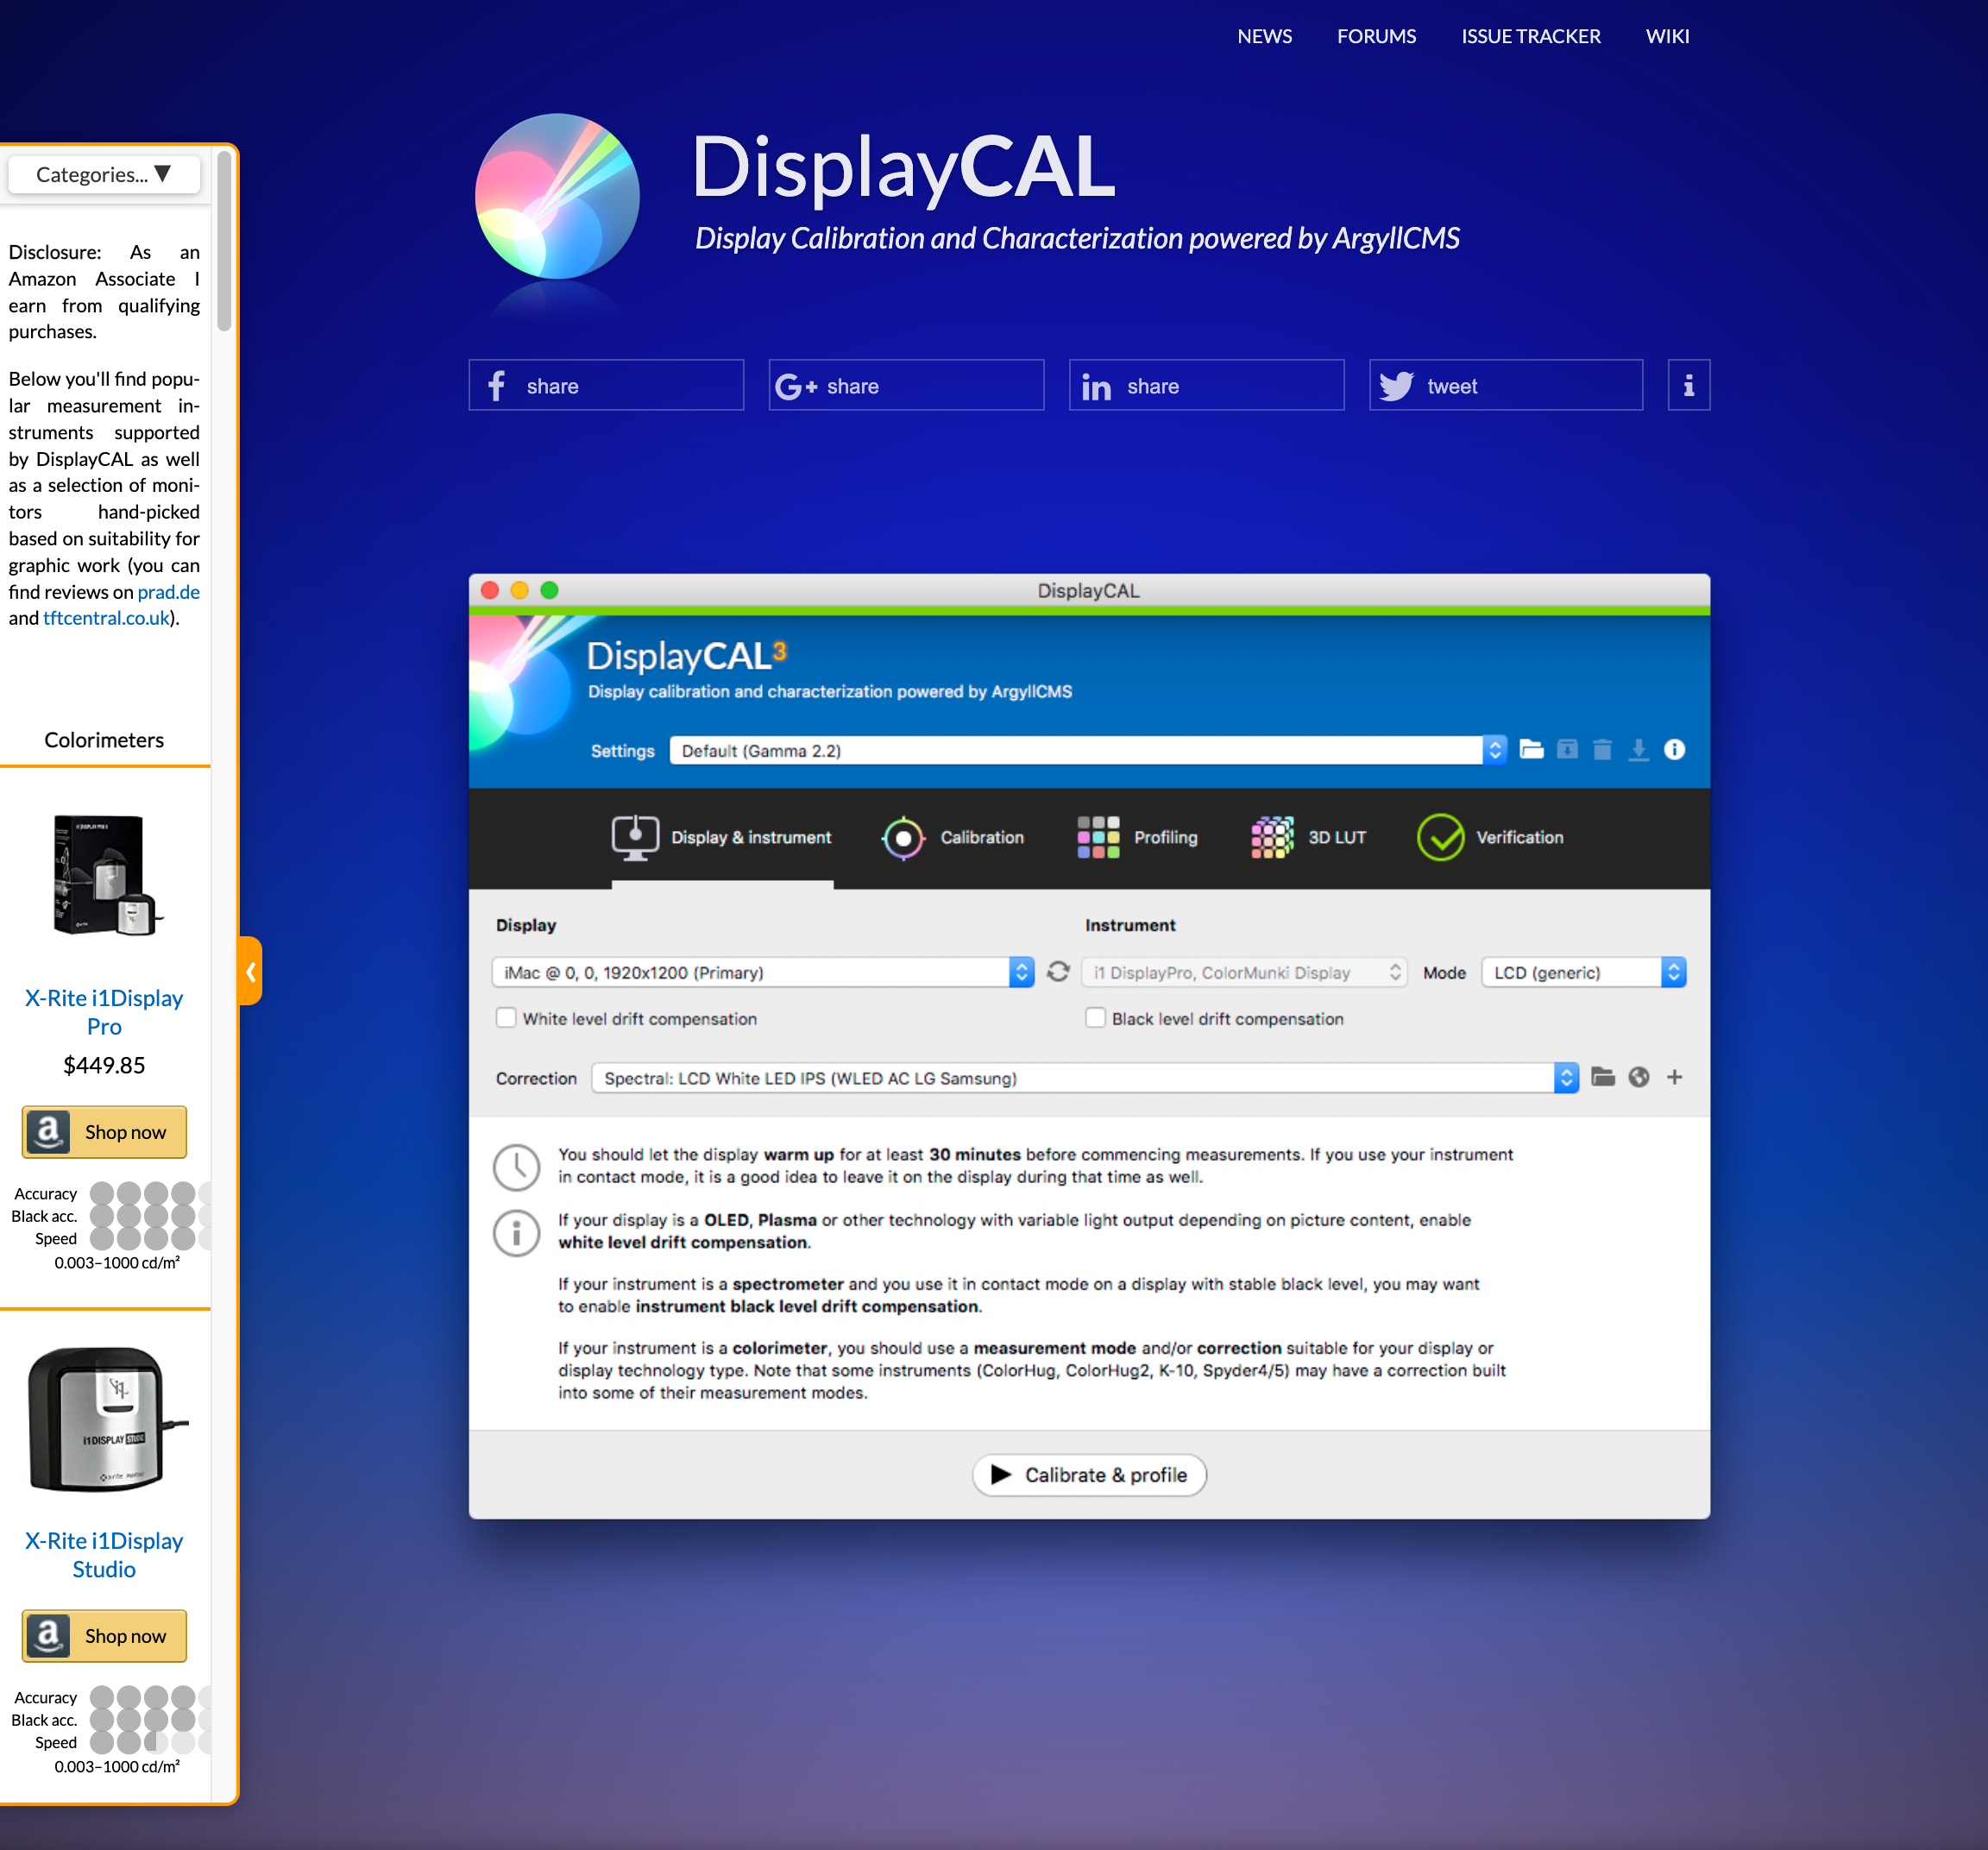 NEWS FORUMS ISSUE TRACKER WIKI
DisplayCAL
Display Calibration and Characterization powered by ArgyllCMS
share
G+ share
in share
tweet
Categories... ▼
Disclosure: As an
Amazon Associate I
earn from qualifying
purchases.
Below you'll find popu-
lar measurement in-
struments supported
by DisplayCAL as well
as a selection of moni-
tors hand-picked
based on suitability for
graphic work (you can
find reviews on prad.de
and tftcentral.co.uk).
Colorimeters
X-Rite i1Display
Pro
$449.85
Shop now
Accuracy
Black acc.
Speed
0.003–1000 cd/m²
i1DISPLAY STUDIO
X-Rite i1Display
Studio
Shop now
Accuracy
Black acc.
Speed
0.003–1000 cd/m²
DisplayCAL
DisplayCAL3
Display calibration and characterization powered by ArgyllCMS
Settings Default (Gamma 2.2)
Display & instrument Calibration Profiling 3D LUT Verification
Display Instrument
iMac @ 0, 0, 1920x1200 (Primary) i1 DisplayPro, ColorMunki Display Mode LCD (generic)
White level drift compensation Black level drift compensation
Correction Spectral: LCD White LED IPS (WLED AC LG Samsung)
You should let the display warm up for at least 30 minutes before commencing measurements. If you use your instrument
in contact mode, it is a good idea to leave it on the display during that time as well.
If your display is a OLED, Plasma or other technology with variable light output depending on picture content, enable
white level drift compensation.
If your instrument is a spectrometer and you use it in contact mode on a display with stable black level, you may want
to enable instrument black level drift compensation.
If your instrument is a colorimeter, you should use a measurement mode and/or correction suitable for your display or
display technology type. Note that some instruments (ColorHug, ColorHug2, K-10, Spyder4/5) may have a correction built
into some of their measurement modes.
Calibrate & profile